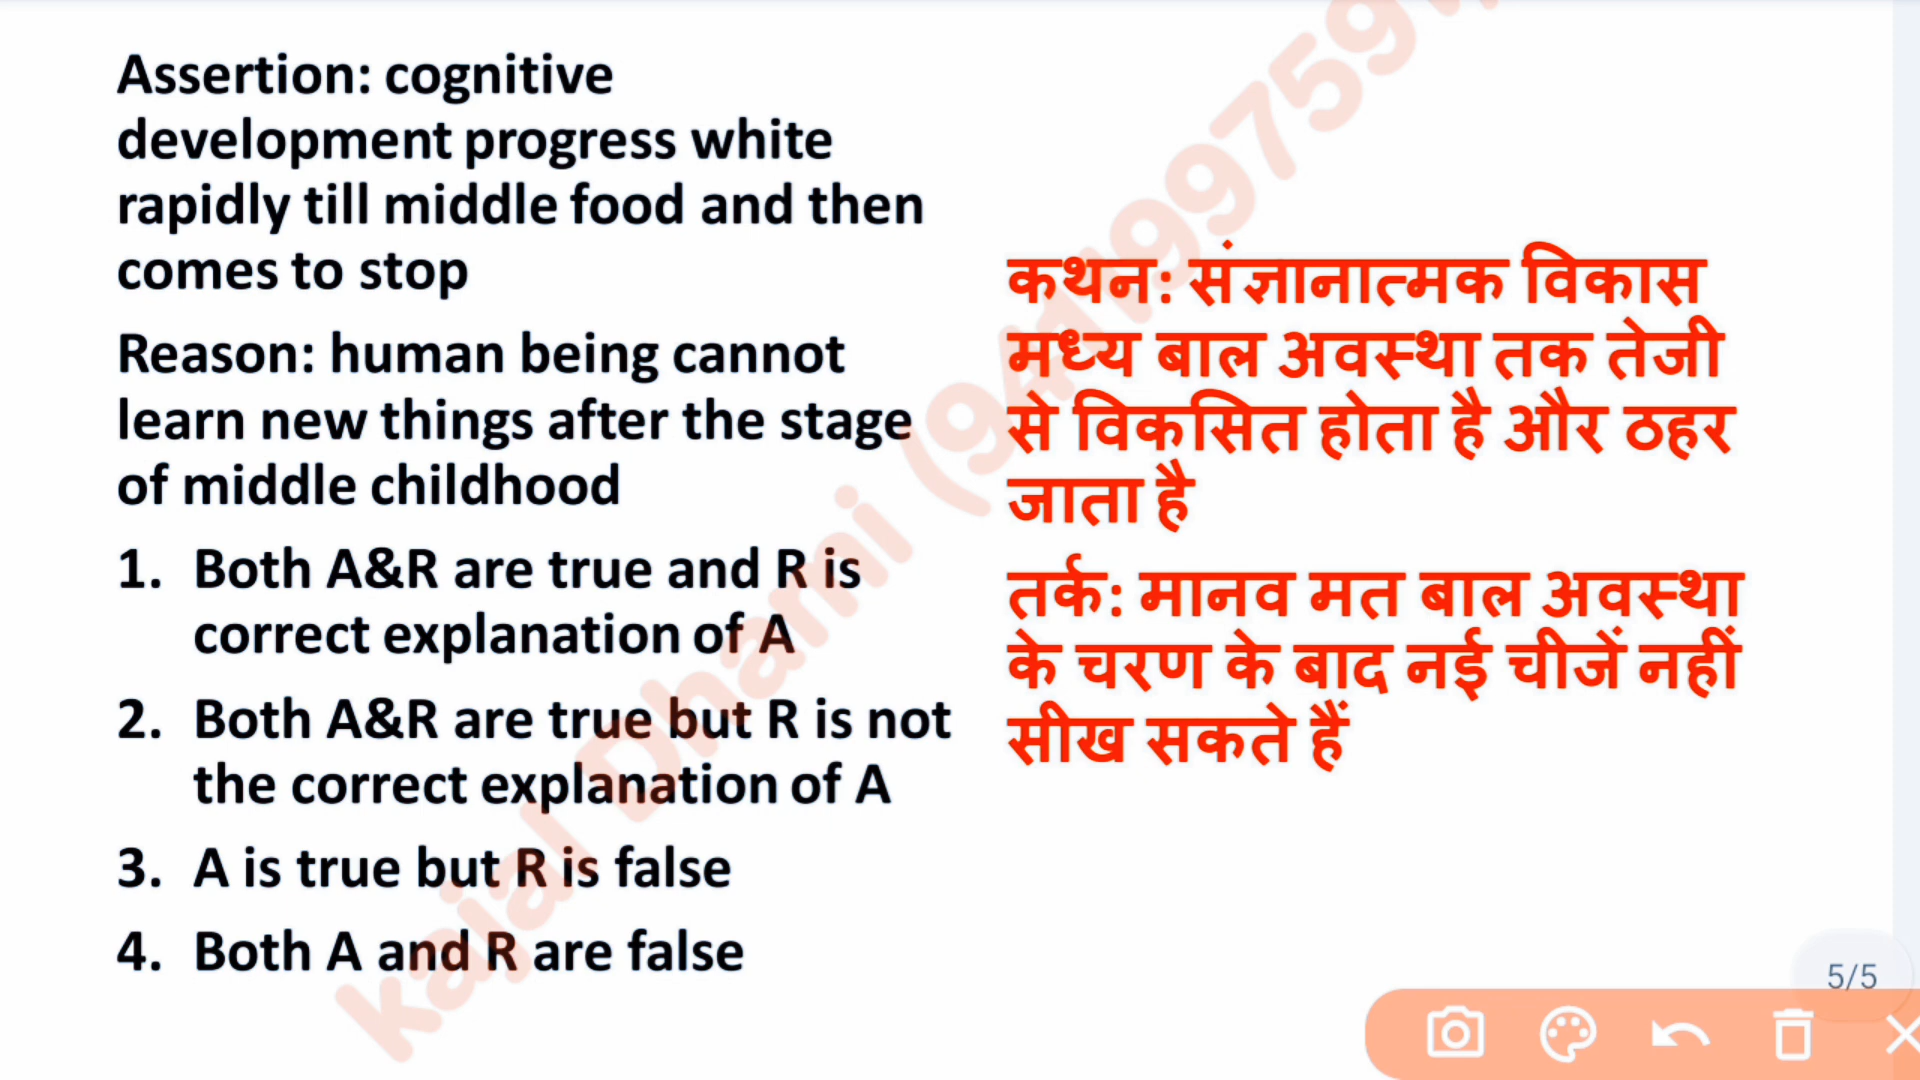 Assertion: cognitive
development progress white
rapidly till middle food and then
comes to stop
Reason: human being cannot
learn new things after the stage
of middle childhood
1. Both A&R are true and R is
correct explanation of A
2. Both A&R are true but R is not
the correct explanation of A
3. A is true but R is false
4. Both A and R are false
कथन: संज्ञानात्मक विकास
मध्य बाल अवस्था तक तेजी
से विकसित होता है और ठहर
जाता है
तर्क: मानव मत बाल अवस्था
के चरण के बाद नई चीजें नहीं
सीख सकते हैं
kajal Dhami
5/5